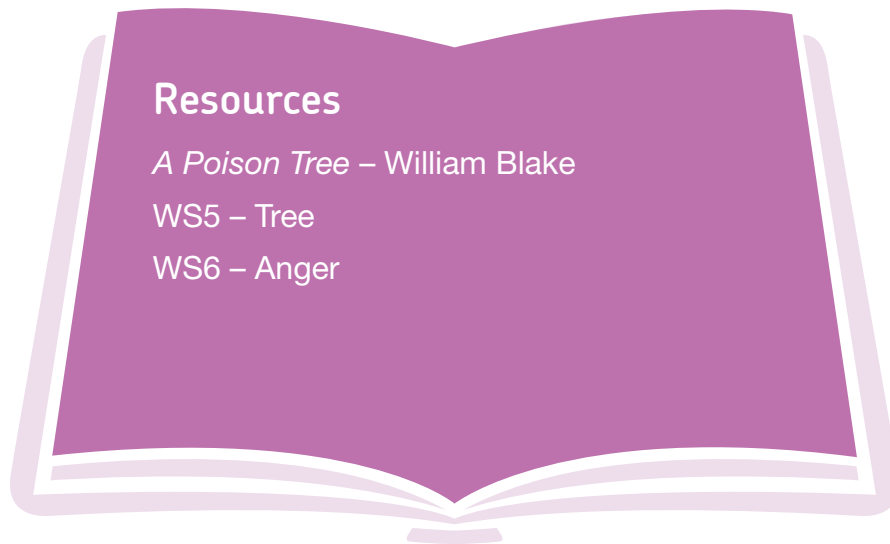 Resources
A Poison Tree – William Blake
WS5 – Tree
WS6 – Anger